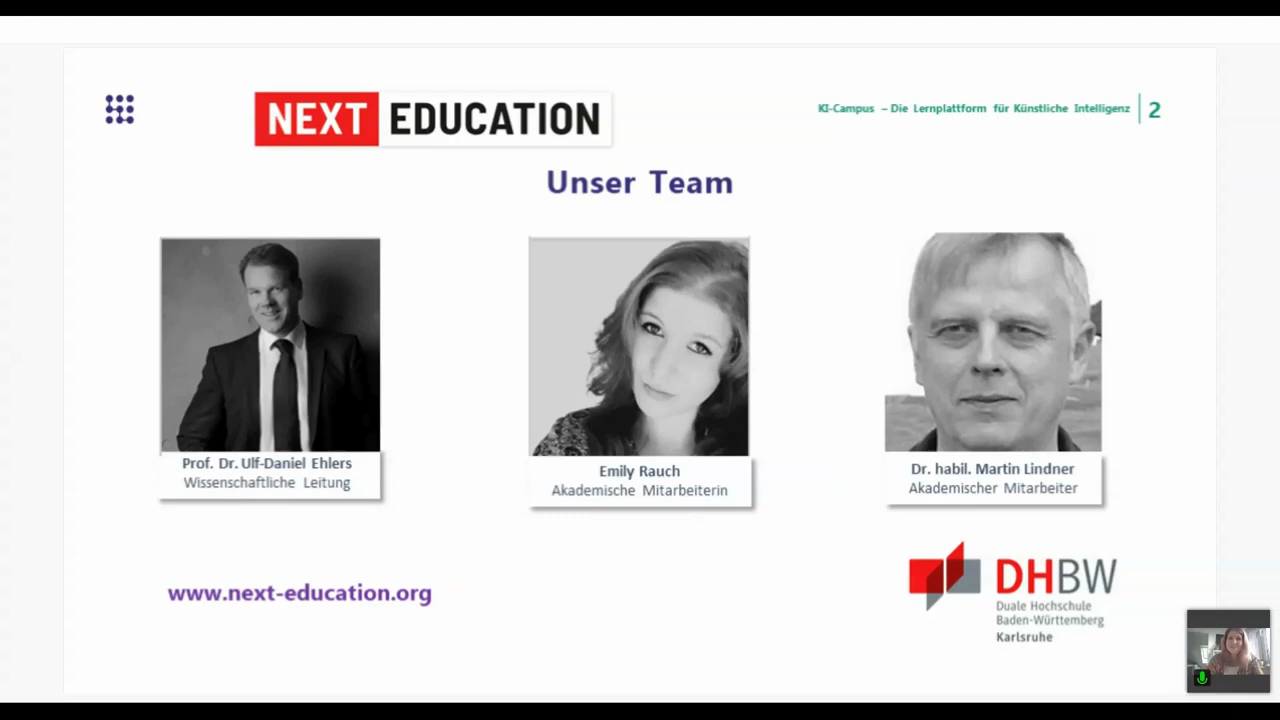 NEXT EDUCATION
KI-Campus – Die Lernplattform für Künstliche Intelligenz 2
Unser Team
Prof. Dr. Ulf-Daniel Ehlers
Wissenschaftliche Leitung
Emily Rauch
Akademische Mitarbeiterin
Dr. habil. Martin Lindner
Akademischer Mitarbeiter
www.next-education.org
DHBW
Duale Hochschule
Baden-Württemberg
Karlsruhe